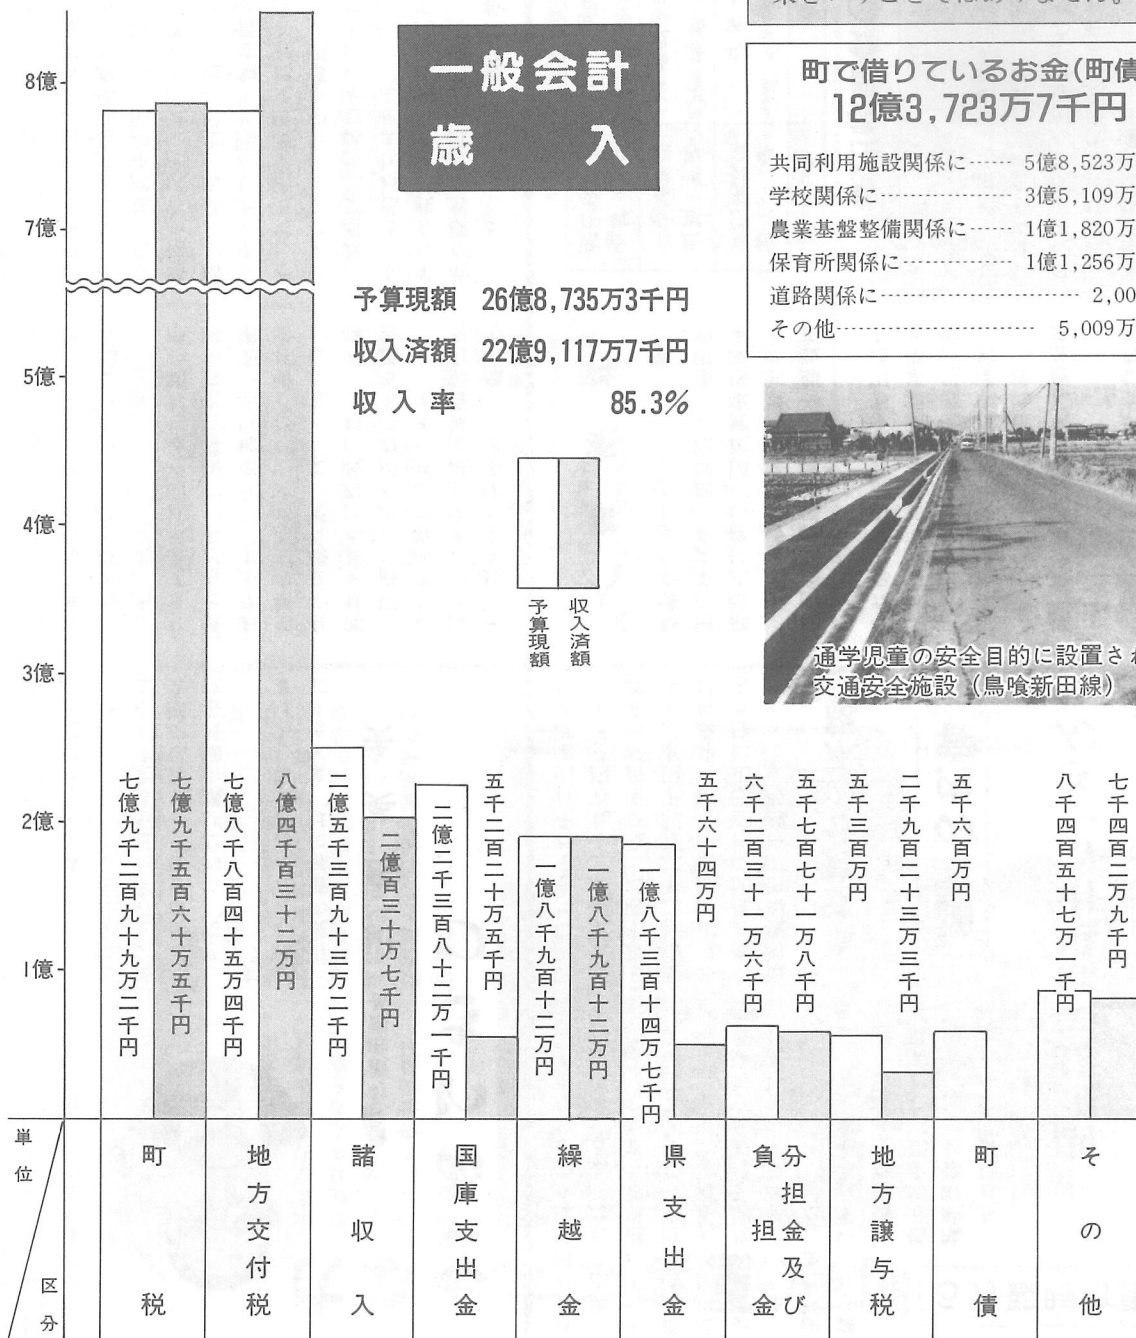 一般会計
歳入
予算現額 26億8,735万3千円
収入済額 22億9,117万7千円
収入率 85.3%
予算現額
収入済額
町で借りているお金(町債
12億3,723万7千円
共同利用施設関係に…… 5億8,523万
学校関係に…………… 3億5,109万
農業基盤整備関係に…… 1億1,820万
保育所関係に………… 1億1,256万
道路関係に…………………… 2,00
その他…………………… 5,009万
通学児童の安全目的に設置され
交通安全施設(鳥喰新田線)
8億
7億
5億
4億
3億
2億
1億
七億九千二百九十九万二千円
七億九千五百六十万五千円
七億八千八百四十五万四千円
八億四千百三十二万円
二億五千三百九十三万二千円
二億百三十万七千円
二億二千三百八十二万一千円
五千二百二十万五千円
一億八千九百十二万円
一億八千九百十二万円
一億八千三百十四万七千円
五千六十四万円
六千二百三十一万六千円
五千七百七十一万八千円
五千三百万円
二千九百二十三万三千円
五千六百万円
八千四百五十七万一千円
七千四百二万九千円
単位
区分
町税
地方交付税
諸収入
国庫支出金
繰越金
県支出金
分担金及び
負担金
地方譲与税
町債
その他